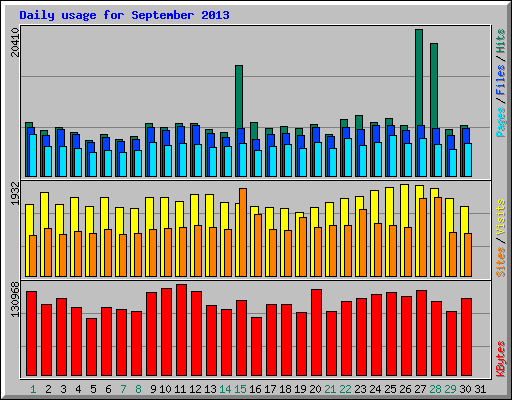 Daily usage for September 2013
20410
Pages / Files / Hits
1932
Sites / Visits
130968
KBytes
1 2 3 4 5 6 7 8 9 10 11 12 13 14 15 16 17 18 19 20 21 22 23 24 25 26 27 28 29 30 31